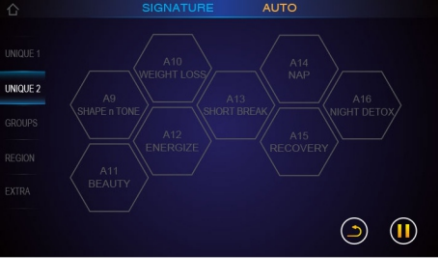 SIGNATURE AUTO
UNIQUE 1
UNIQUE 2
GROUPS
REGION
EXTRA
A9
SHAPE n TONE
A10
WEIGHT LOSS
A11
BEAUTY
A12
ENERGIZE
A13
SHORT BREAK
A14
NAP
A15
RECOVERY
A16
NIGHT DETOX